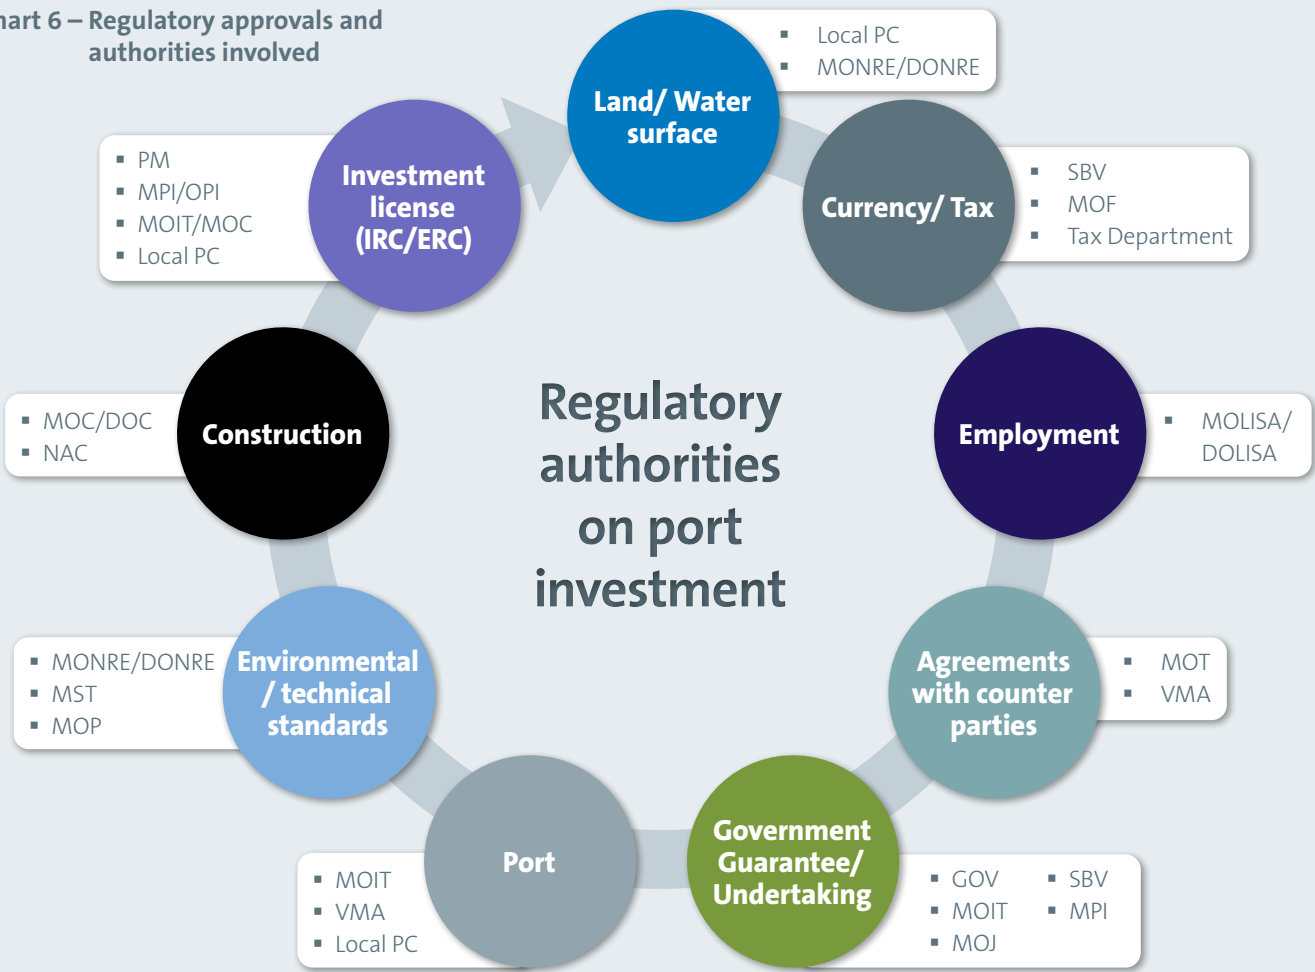 hart 6 – Regulatory approvals and
authorities involved
Land/ Water
surface
▪ Local PC
▪ MONRE/DONRE
Currency/ Tax
▪ SBV
▪ MOF
▪ Tax Department
Employment
▪ MOLISA/
DOLISA
Agreements
with counter
parties
▪ MOT
▪ VMA
Government
Guarantee/
Undertaking
▪ GOV
▪ MOIT
▪ MOJ
▪ SBV
▪ MPI
Port
▪ MOIT
▪ VMA
▪ Local PC
Environmental
/ technical
standards
▪ MONRE/DONRE
▪ MST
▪ MOP
Construction
▪ MOC/DOC
▪ NAC
Investment
license
(IRC/ERC)
▪ PM
▪ MPI/OPI
▪ MOIT/MOC
▪ Local PC
Regulatory
authorities
on port
investment